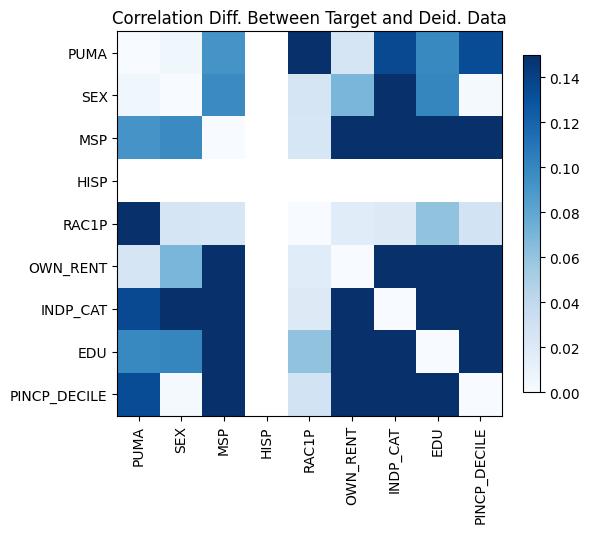 Correlation Diff. Between Target and Deid. Data
PUMA
SEX
MSP
HISP
RAC1P
OWN_RENT
INDP_CAT
EDU
PINCP_DECILE
PUMA
SEX
MSP
HISP
RAC1P
OWN_RENT
INDP_CAT
EDU
PINCP_DECILE
0.14
0.12
0.10
0.08
0.06
0.04
0.02
0.00